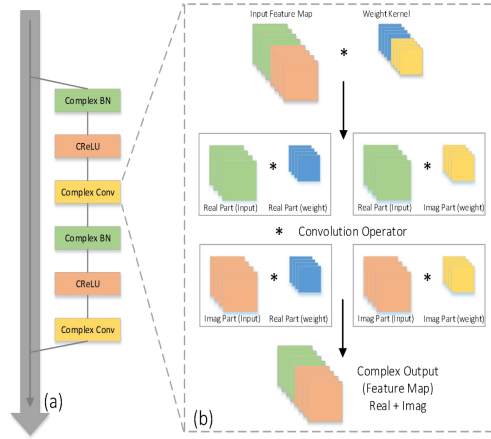 Complex BN
CReLU
Complex Conv
Complex BN
CReLU
Complex Conv
(a)
Input Feature Map
Weight Kernel
*
*
Real Part (Input)
Real Part (weight)
*
Real Part (Input)
Imag Part (weight)
* Convolution Operator
*
Imag Part (Input)
Real Part (weight)
*
Imag Part (Input)
Imag Part (weight)
Complex Output
(Feature Map)
Real + Imag
(b)